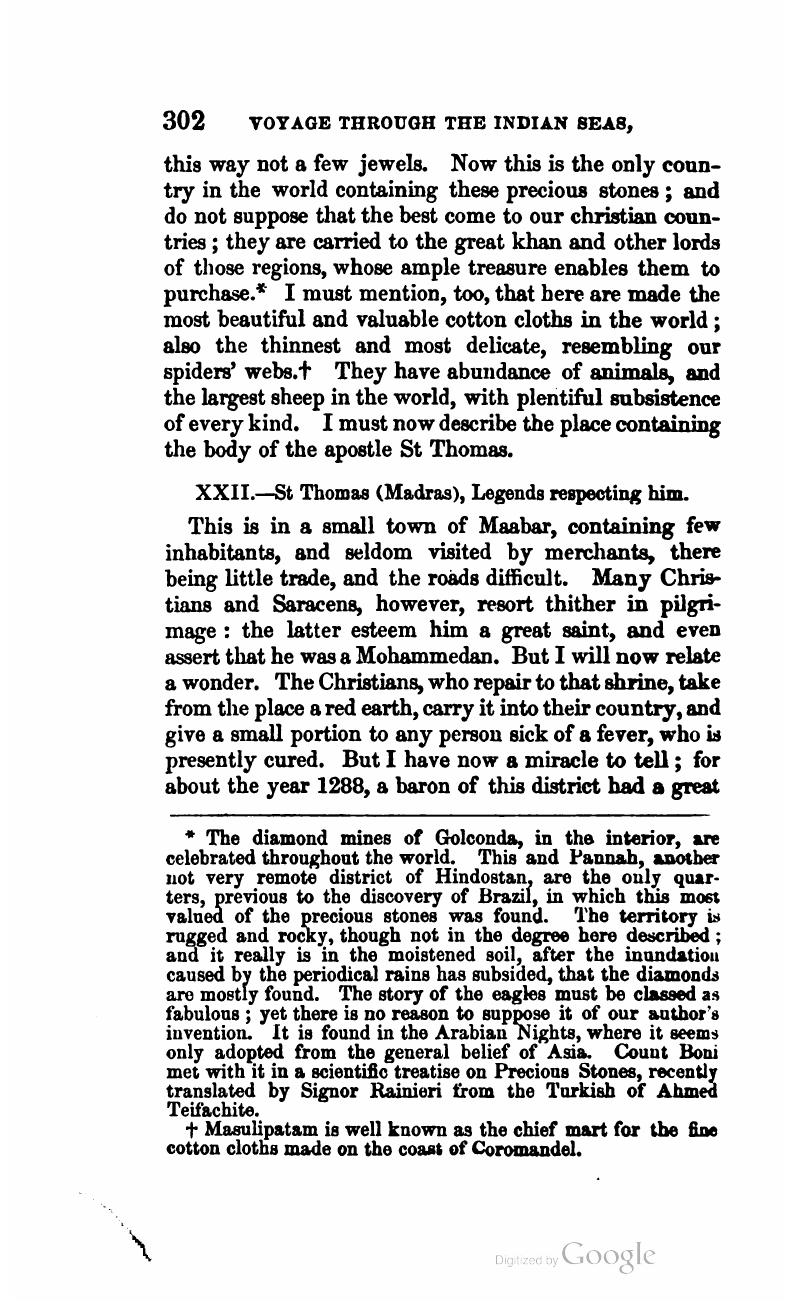 302 VOYAGE THROUGH THE INDIAN SEAS,
this way not a few jewels. Now this is the only coun-
try in the world containing these precious stones ; and
do not suppose that the best come to our christian coun-
tries ; they are carried to the great khan and other lords
of those regions, whose ample treasure enables them to
purchase.* I must mention, too, that here are made the
most beautiful and valuable cotton cloths in the world ;
also the thinnest and most delicate, resembling our
spiders' webs.† They have abundance of animals, and
the largest sheep in the world, with plentiful subsistence
of every kind. I must now describe the place containing
the body of the apostle St Thomas.
XXII.—St Thomas (Madras), Legends respecting him.
This is in a small town of Maabar, containing few
inhabitants, and seldom visited by merchants, there
being little trade, and the roads difficult. Many Chris-
tians and Saracens, however, resort thither in pilgri-
mage : the latter esteem him a great saint, and even
assert that he was a Mohammedan. But I will now relate
a wonder. The Christians, who repair to that shrine, take
from the place a red earth, carry it into their country, and
give a small portion to any person sick of a fever, who is
presently cured. But I have now a miracle to tell ; for
about the year 1288, a baron of this district had a great
* The diamond mines of Golconda, in the interior, are
celebrated throughout the world. This and Pannah, another
not very remote district of Hindostan, are the only quar-
ters, previous to the discovery of Brazil, in which this most
valued of the precious stones was found. The territory is
rugged and rocky, though not in the degree here described ;
and it really is in the moistened soil, after the inundation
caused by the periodical rains has subsided, that the diamonds
are mostly found. The story of the eagles must be classed as
fabulous ; yet there is no reason to suppose it of our author's
invention. It is found in the Arabian Nights, where it seems
only adopted from the general belief of Asia. Count Boni
met with it in a scientific treatise on Precious Stones, recently
translated by Signor Rainieri from the Turkish of Ahmed
Teifachite.
† Masulipatam is well known as the chief mart for the fine
cotton cloths made on the coast of Coromandel.
Digitized by Google